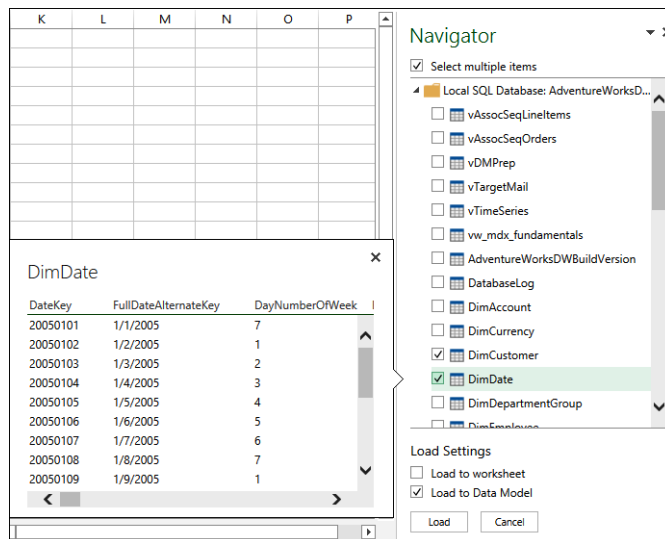 K L M N O P
Navigator
Select multiple items
Local SQL Database: AdventureWorksD...
vAssocSeqLineItems
vAssocSeqOrders
vDMPrep
vTargetMail
vTimeSeries
vw_mdx_fundamentals
AdventureWorksDWBuildVersion
DatabaseLog
DimAccount
DimCurrency
DimCustomer
DimDate
DimDepartmentGroup
DimEmployee
Load Settings
Load to worksheet
Load to Data Model
Load Cancel
DimDate
DateKey FullDateAlternateKey DayNumberOfWeek
20050101 1/1/2005 7
20050102 1/2/2005 1
20050103 1/3/2005 2
20050104 1/4/2005 3
20050105 1/5/2005 4
20050106 1/6/2005 5
20050107 1/7/2005 6
20050108 1/8/2005 7
20050109 1/9/2005 1